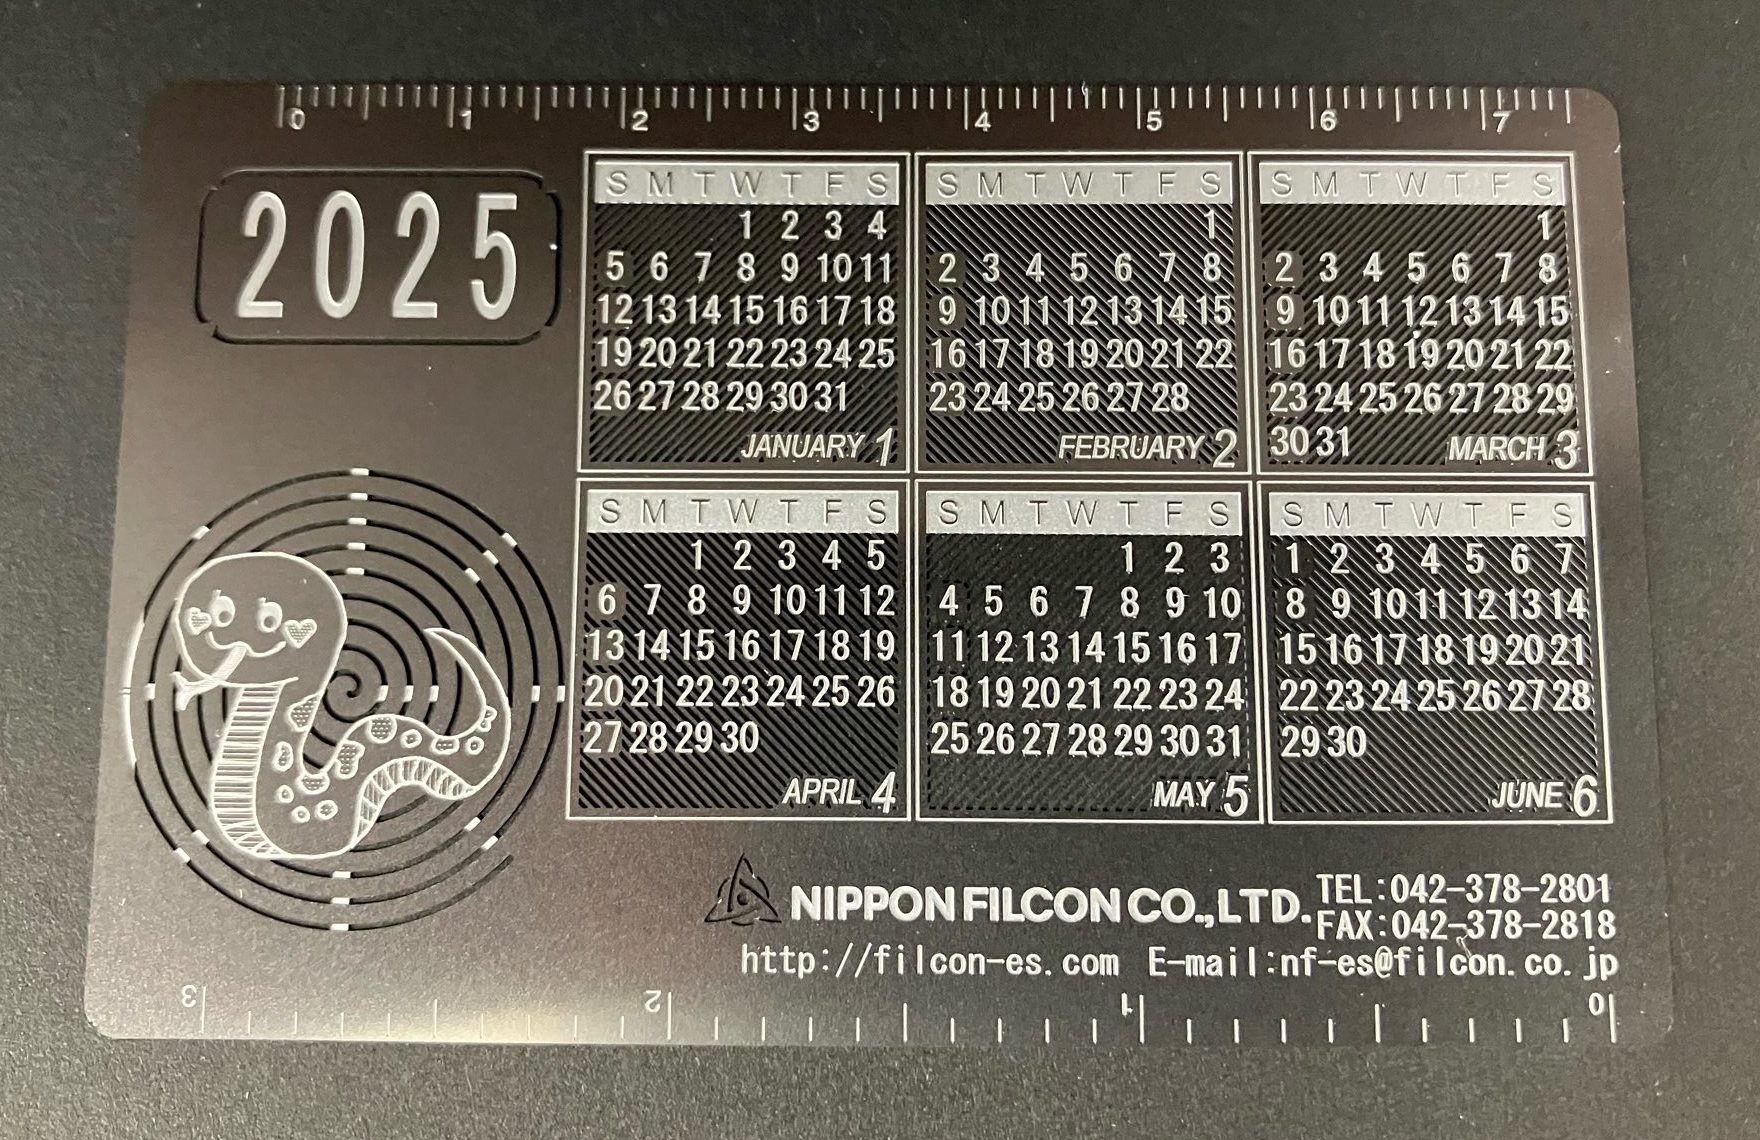 0 1 2 3 4 5 6 7
2025
S M T W T F S
1 2 3 4
5 6 7 8 9 10 11
12 13 14 15 16 17 18
19 20 21 22 23 24 25
26 27 28 29 30 31
JANUARY 1
S M T W T F S
1
2 3 4 5 6 7 8
9 10 11 12 13 14 15
16 17 18 19 20 21 22
23 24 25 26 27 28
FEBRUARY 2
S M T W T F S
1
2 3 4 5 6 7 8
9 10 11 12 13 14 15
16 17 18 19 20 21 22
23 24 25 26 27 28 29
30 31
MARCH 3
S M T W T F S
1 2 3 4 5
6 7 8 9 10 11 12
13 14 15 16 17 18 19
20 21 22 23 24 25 26
27 28 29 30
APRIL 4
S M T W T F S
1 2 3
4 5 6 7 8 9 10
11 12 13 14 15 16 17
18 19 20 21 22 23 24
25 26 27 28 29 30 31
MAY 5
S M T W T F S
1 2 3 4 5 6 7
8 9 10 11 12 13 14
15 16 17 18 19 20 21
22 23 24 25 26 27 28
29 30
JUNE 6
NIPPON FILCON CO.,LTD.
TEL:042-378-2801
FAX:042-378-2818
http://filcon-es.com E-mail:nf-es@filcon.co.jp
3 2 1 0